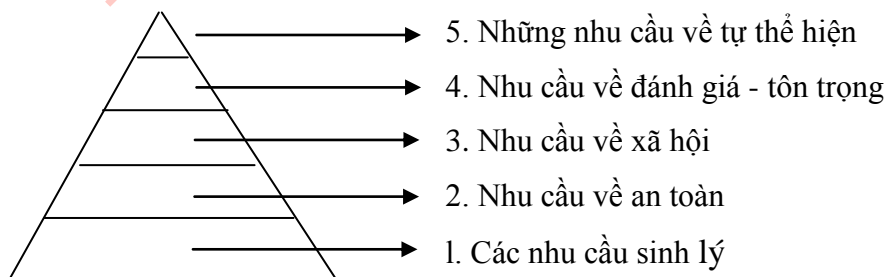 5. Những nhu cầu về tự thể hiện
4. Nhu cầu về đánh giá - tôn trọng
3. Nhu cầu về xã hội
2. Nhu cầu về an toàn
l. Các nhu cầu sinh lý